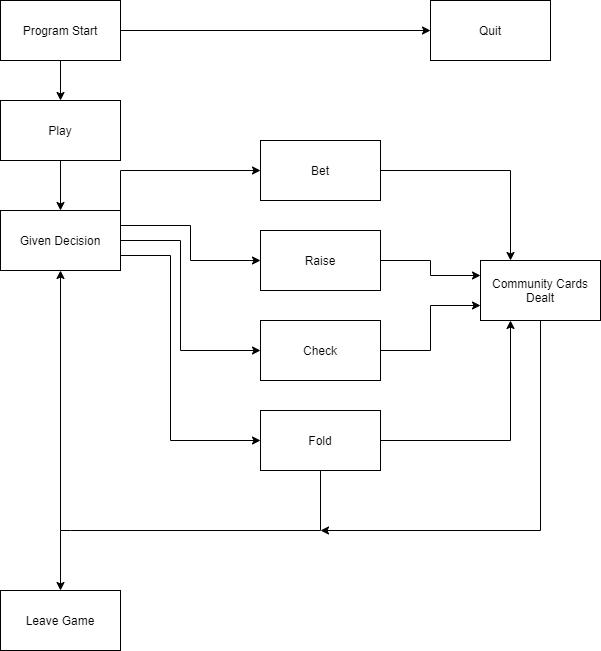 Program Start
Quit
Play
Bet
Given Decision
Raise
Community Cards
Dealt
Check
Fold
Leave Game